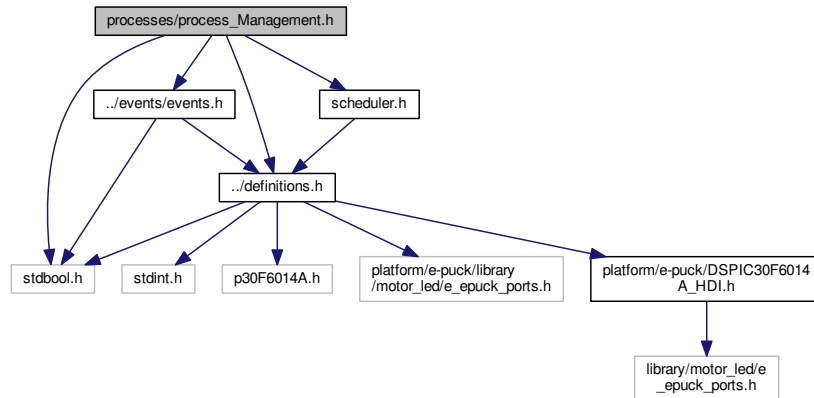 processes/process_Management.h
../events/events.h
scheduler.h
../definitions.h
stdbool.h
stdint.h
p30F6014A.h
platform/e-puck/library
/motor_led/e_epuck_ports.h
platform/e-puck/DSPIC30F6014
A_HDI.h
library/motor_led/e
_epuck_ports.h